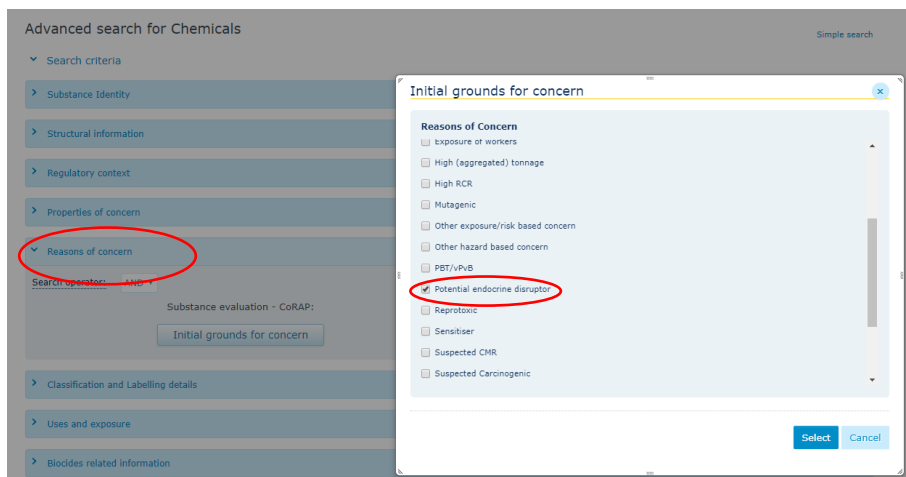 Advanced search for Chemicals
Simple search
Search criteria
Substance Identity
Structural information
Regulatory context
Properties of concern
Reasons of concern
Search operator: AND
Substance evaluation - CoRAP:
Initial grounds for concern
Classification and Labelling details
Uses and exposure
Biocides related information
Initial grounds for concern
x
Reasons of Concern
Exposure of workers
High (aggregated) tonnage
High RCR
Mutagenic
Other exposure/risk based concern
Other hazard based concern
PBT/vPvB
Potential endocrine disruptor
Reprotoxic
Sensitiser
Suspected CMR
Suspected Carcinogenic
Select Cancel